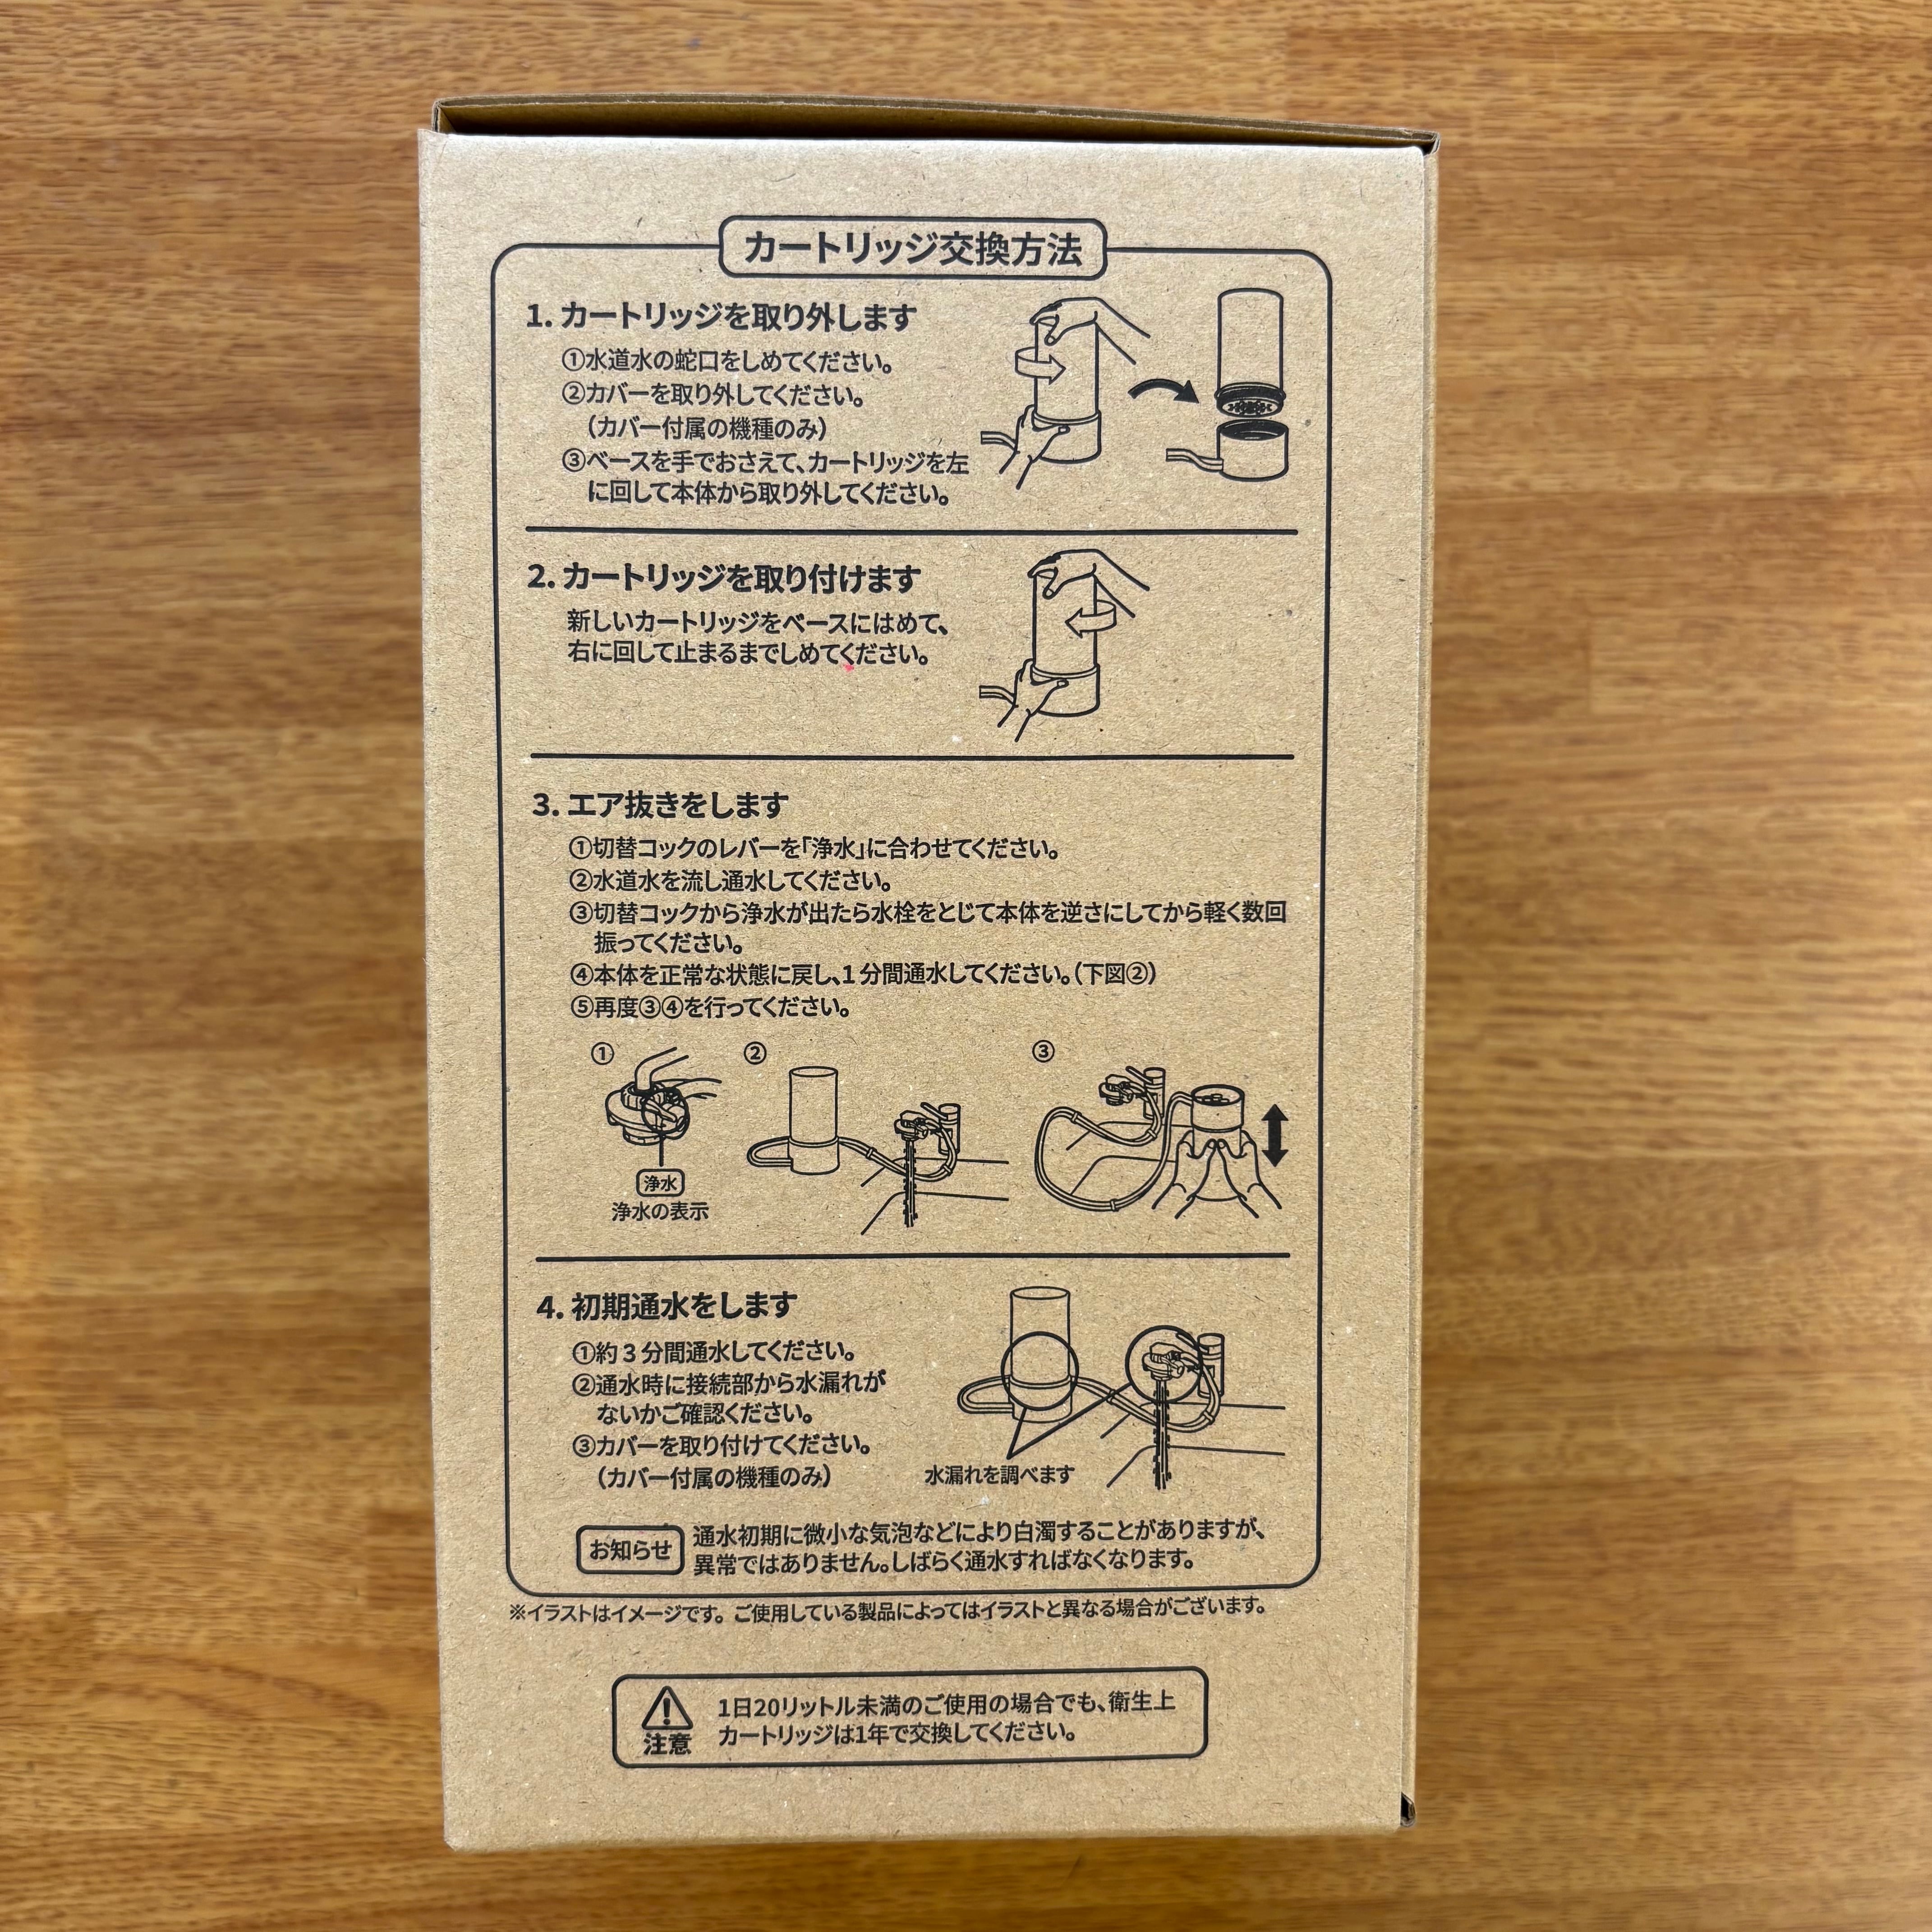 カートリッジ交換方法
1. カートリッジを取り外します
①水道水の蛇口をしめてください。
②カバーを取り外してください。
(カバー付属の機種のみ)
③ベースを手でおさえて、カートリッジを左
に回して本体から取り外してください。
2. カートリッジを取り付けます
新しいカートリッジをベースにはめて、
右に回して止まるまでしめてください。
3. エア抜きをします
①切替コックのレバーを「浄水」に合わせてください。
②水道水を流し通水してください。
③切替コックから浄水が出たら水栓をとじて本体を逆さにしてから軽く数回
振ってください。
④本体を正常な状態に戻し、1分間通水してください。(下図②)
⑤再度③④を行ってください。
① ② ③
浄水
浄水の表示
4. 初期通水をします
①約3分間通水してください。
②通水時に接続部から水漏れが
ないかご確認ください。
③カバーを取り付けてください。
(カバー付属の機種のみ)
水漏れを調べます
お知らせ
通水初期に微小な気泡などにより白濁することがありますが、
異常ではありません。しばらく通水すればなくなります。
※イラストはイメージです。ご使用している製品によってはイラストと異なる場合がございます。
注意
1日20リットル未満のご使用の場合でも、衛生上
カートリッジは1年で交換してください。